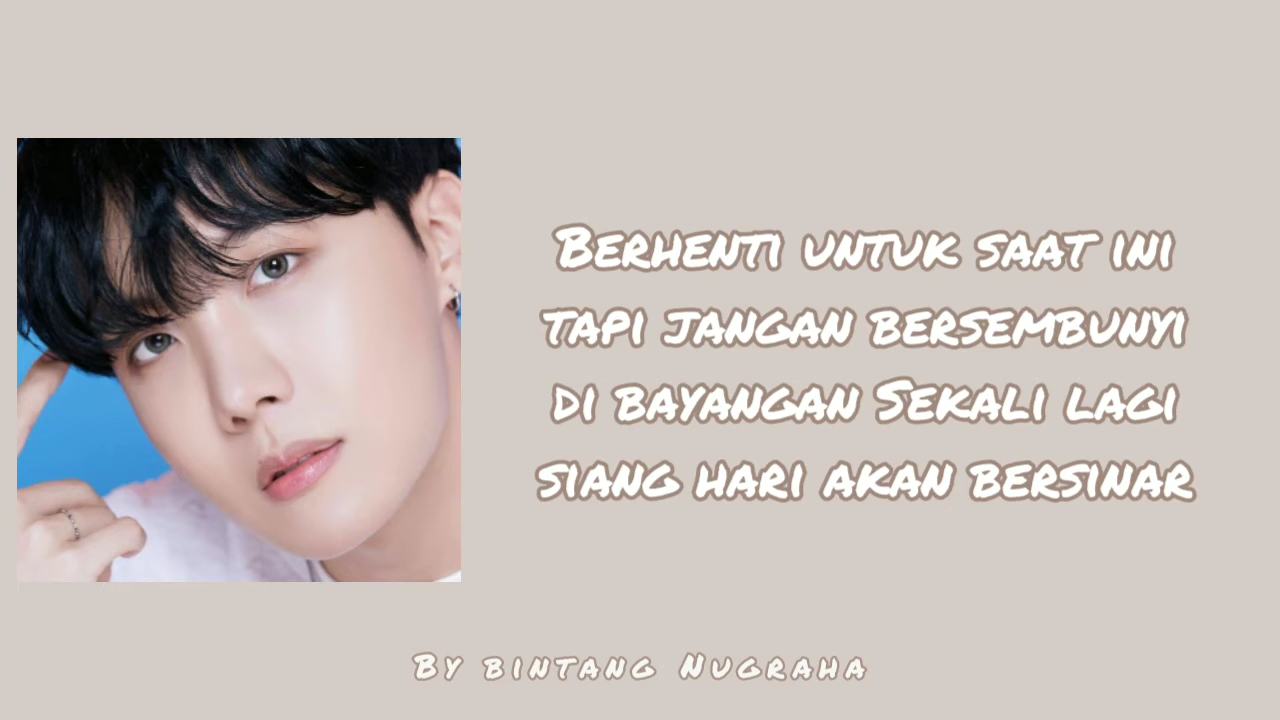 Berhenti untuk saat ini
tapi jangan bersembunyi
di bayangan Sekali lagi
siang hari akan bersinar
By bintang Nugraha